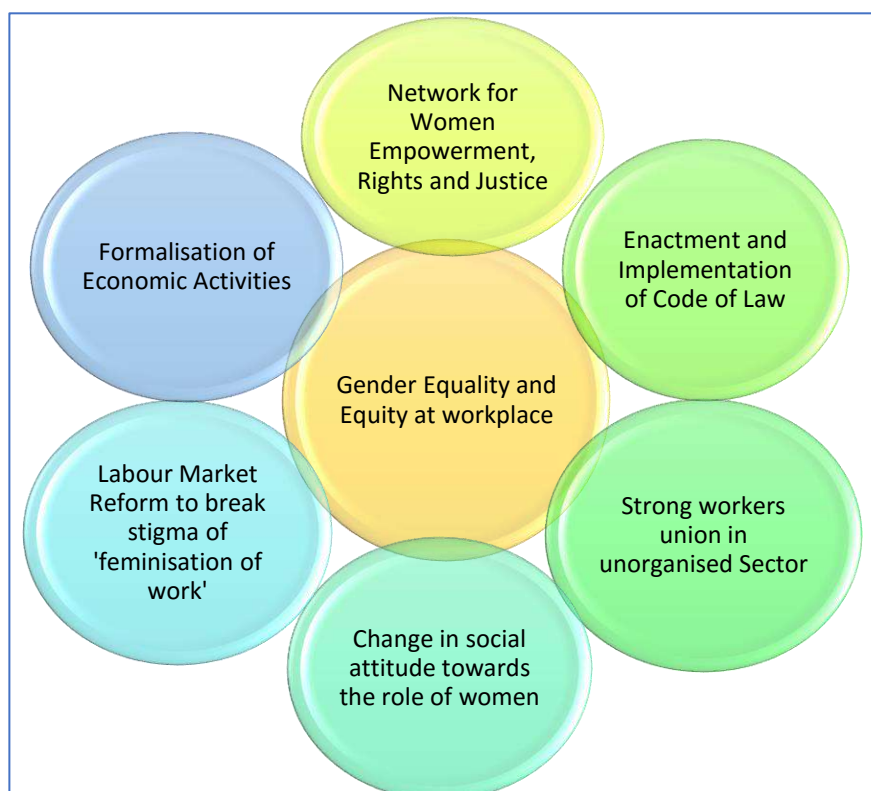 Network for
Women
Empowerment,
Rights and Justice
Enactment and
Implementation
of Code of Law
Strong workers
union in
unorganised Sector
Change in social
attitude towards
the role of women
Labour Market
Reform to break
stigma of
'feminisation of
work'
Formalisation of
Economic Activities
Gender Equality and
Equity at workplace